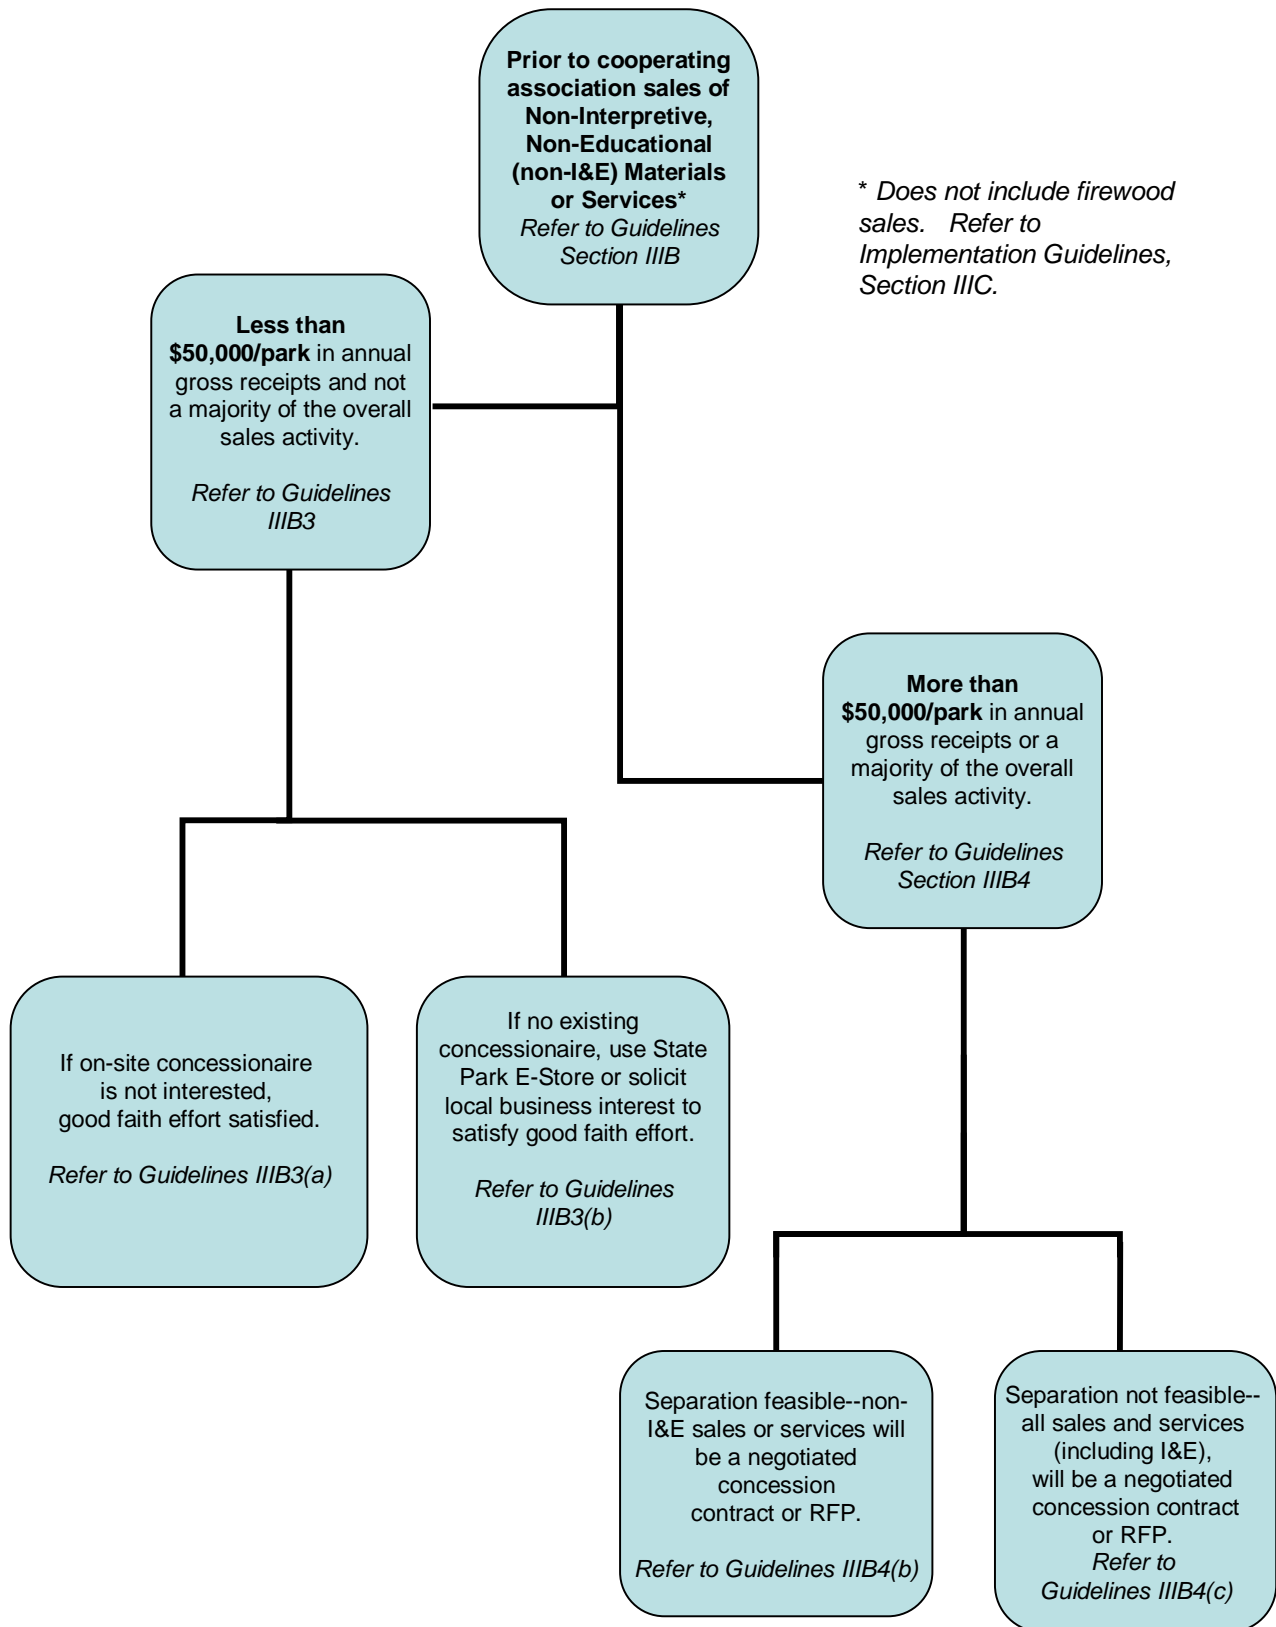 Prior to cooperating
association sales of
Non-Interpretive,
Non-Educational
(non-I&E) Materials
or Services*
Refer to Guidelines
Section IIIB
* Does not include firewood
sales. Refer to
Implementation Guidelines,
Section IIIC.
Less than
$50,000/park in annual
gross receipts and not
a majority of the overall
sales activity.
Refer to Guidelines
IIIB3
More than
$50,000/park in annual
gross receipts or a
majority of the overall
sales activity.
Refer to Guidelines
Section IIIB4
If on-site concessionaire
is not interested,
good faith effort satisfied.
Refer to Guidelines IIIB3(a)
If no existing
concessionaire, use State
Park E-Store or solicit
local business interest to
satisfy good faith effort.
Refer to Guidelines
IIIB3(b)
Separation feasible--non-
I&E sales or services will
be a negotiated
concession
contract or RFP.
Refer to Guidelines IIIB4(b)
Separation not feasible--
all sales and services
(including I&E),
will be a negotiated
concession contract
or RFP.
Refer to
Guidelines IIIB4(c)